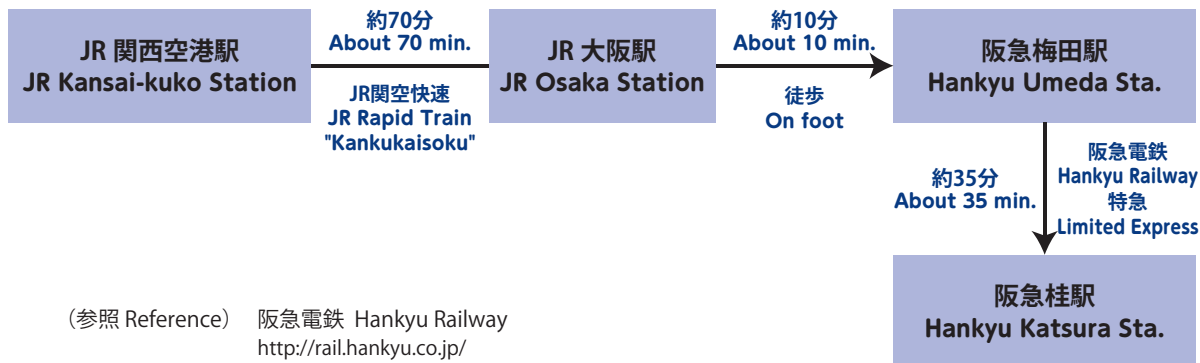 JR 関西空港駅
JR Kansai-kuko Station
約70分
About 70 min.
JR関空快速
JR Rapid Train
"Kankukaisoku"
JR 大阪駅
JR Osaka Station
約10分
About 10 min.
徒歩
On foot
阪急梅田駅
Hankyu Umeda Sta.
約35分
About 35 min.
阪急電鉄
Hankyu Railway
特急
Limited Express
阪急桂駅
Hankyu Katsura Sta.
（参照 Reference） 阪急電鉄 Hankyu Railway
http://rail.hankyu.co.jp/